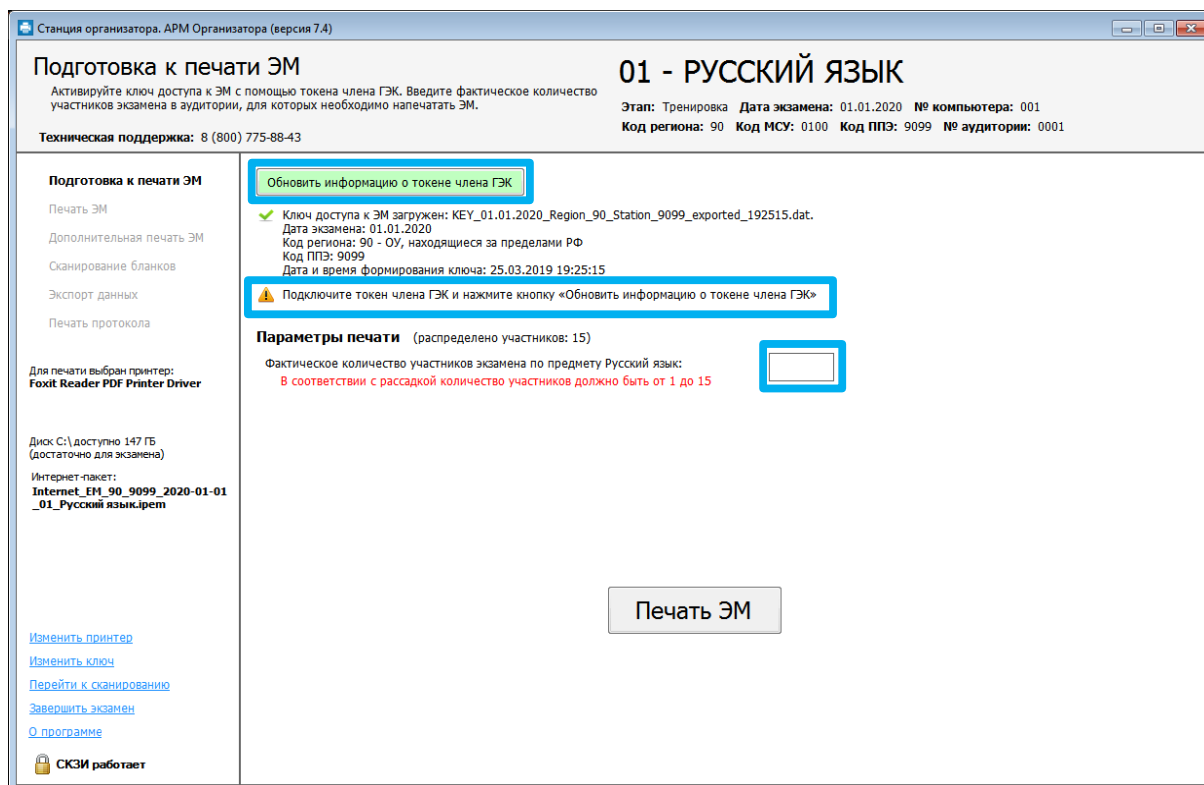 Станция организатора. АРМ Организатора (версия 7.4)
Подготовка к печати ЭМ
Активируйте ключ доступа к ЭМ с помощью токена члена ГЭК. Введите фактическое количество
участников экзамена в аудитории, для которых необходимо напечатать ЭМ.
Техническая поддержка: 8 (800) 775-88-43
01 - РУССКИЙ ЯЗЫК
Этап: Тренировка Дата экзамена: 01.01.2020 № компьютера: 001
Код региона: 90 Код МСУ: 0100 Код ППЭ: 9099 № аудитории: 0001
Подготовка к печати ЭМ
Печать ЭМ
Дополнительная печать ЭМ
Сканирование бланков
Экспорт данных
Печать протокола
Для печати выбран принтер:
Foxit Reader PDF Printer Driver
Диск C:\ доступно 147 ГБ
(достаточно для экзамена)
Интернет-пакет:
Internet_EM_90_9099_2020-01-01
_01_Русский язык.ipem
Изменить принтер
Изменить ключ
Перейти к сканированию
Завершить экзамен
О программе
СКЗИ работает
Обновить информацию о токене члена ГЭК
Ключ доступа к ЭМ загружен: KEY_01.01.2020_Region_90_Station_9099_exported_192515.dat.
Дата экзамена: 01.01.2020
Код региона: 90 - ОУ, находящиеся за пределами РФ
Код ППЭ: 9099
Дата и время формирования ключа: 25.03.2019 19:25:15
Подключите токен члена ГЭК и нажмите кнопку «Обновить информацию о токене члена ГЭК»
Параметры печати (распределено участников: 15)
Фактическое количество участников экзамена по предмету Русский язык:
В соответствии с рассадкой количество участников должно быть от 1 до 15
Печать ЭМ